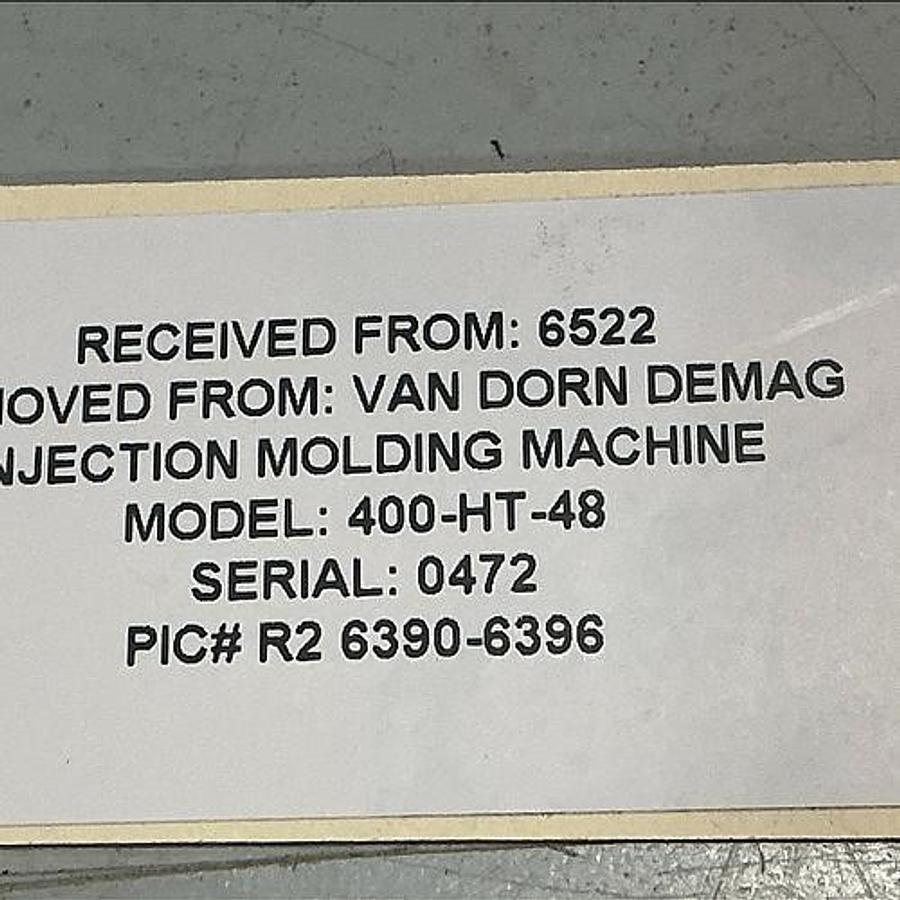 RECEIVED FROM: 6522
MOVED FROM: VAN DORN DEMAG
NJECTION MOLDING MACHINE
MODEL: 400-HT-48
SERIAL: 0472
PIC# R2 6390-6396